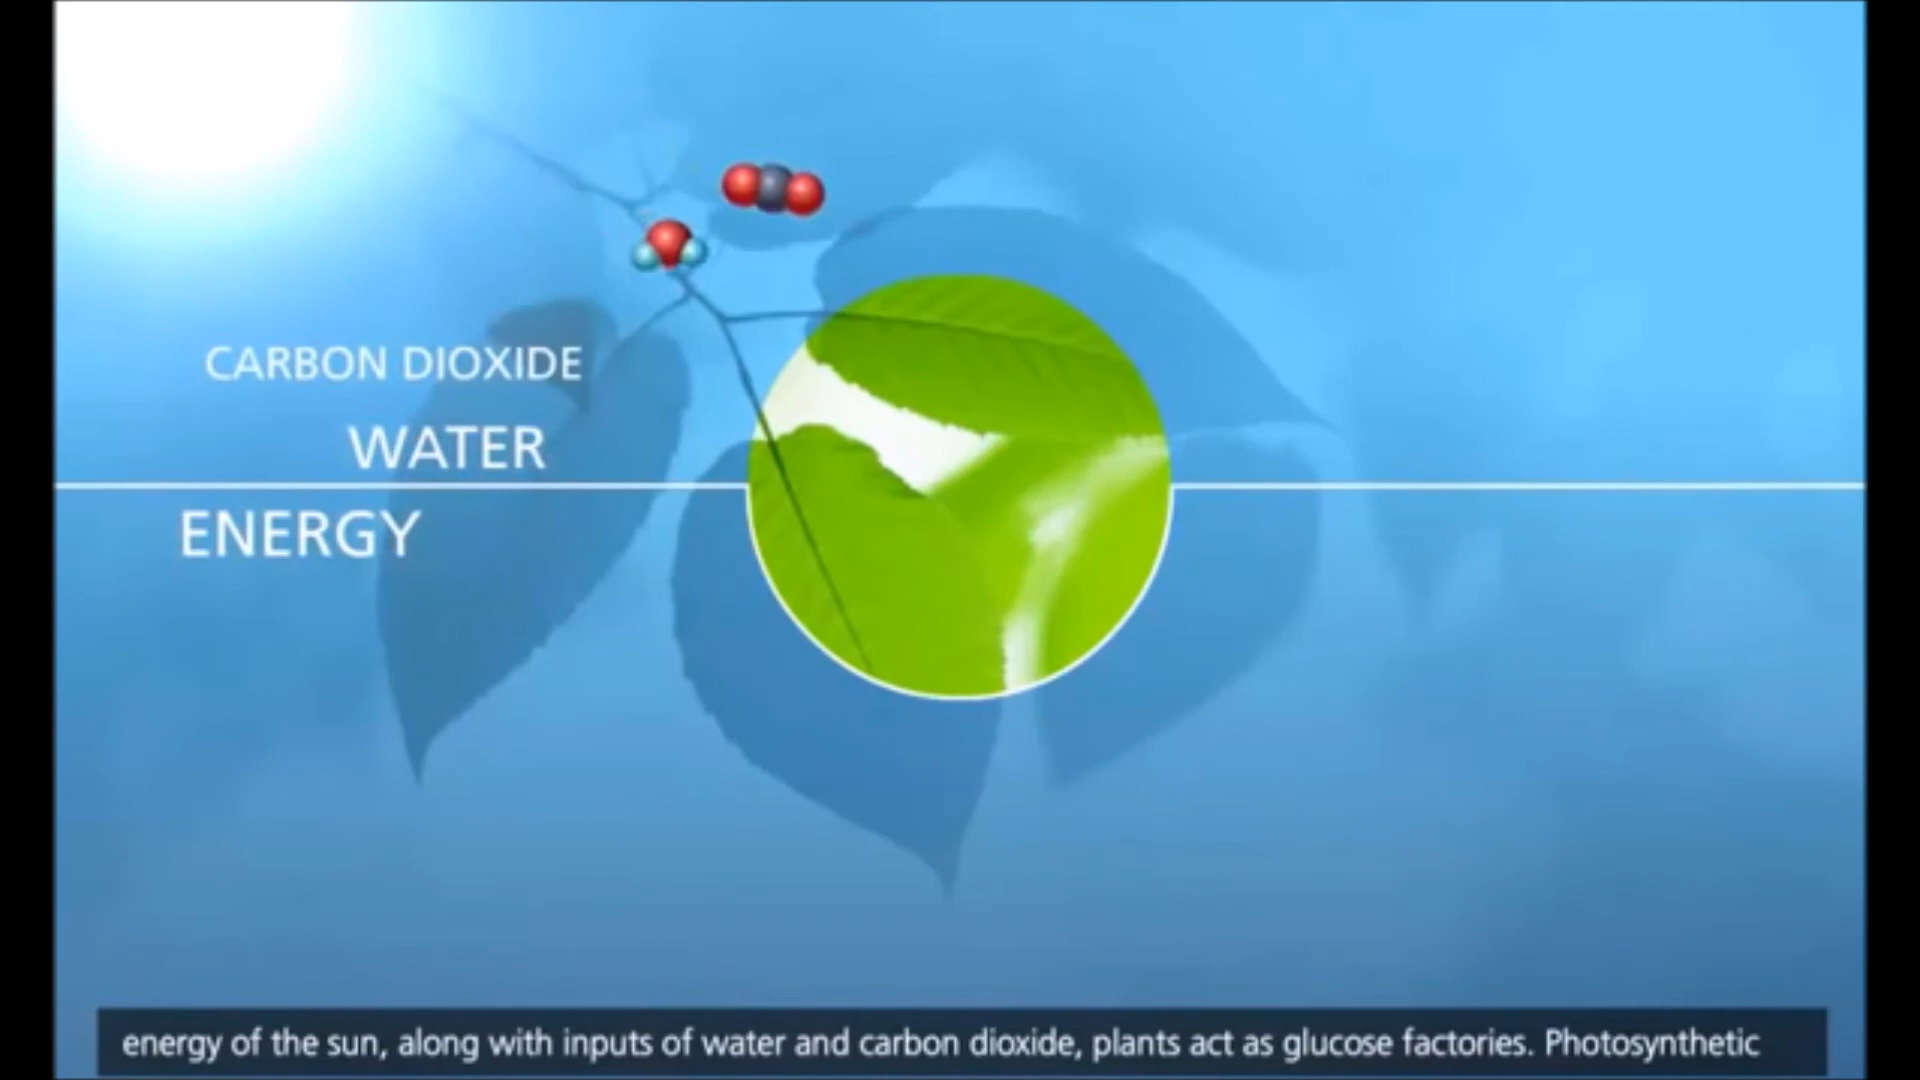 CARBON DIOXIDE
WATER
ENERGY
energy of the sun, along with inputs of water and carbon dioxide, plants act as glucose factories. Photosynthetic